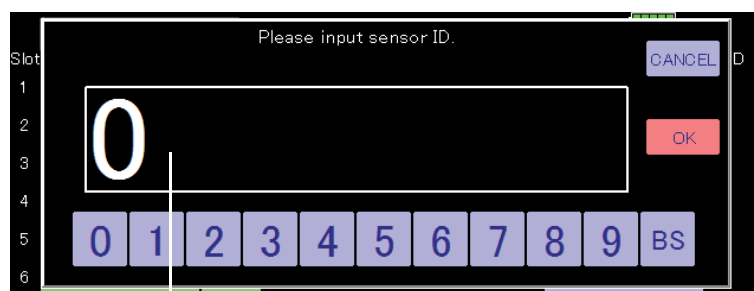 Please input sensor ID.
Slot
CANCEL
D
1
2
3
4
5
6
0
OK
0 1 2 3 4 5 6 7 8 9 BS